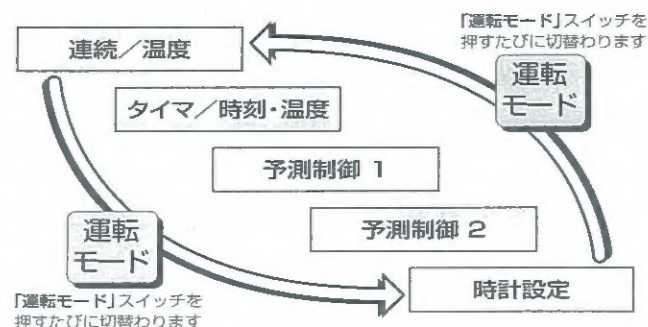 「運転モード」スイッチを
押すたびに切替わります
連続／温度
運転
モード
タイマ／時刻・温度
予測制御 1
予測制御 2
運転
モード
時計設定
「運転モード」スイッチを
押すたびに切替わります